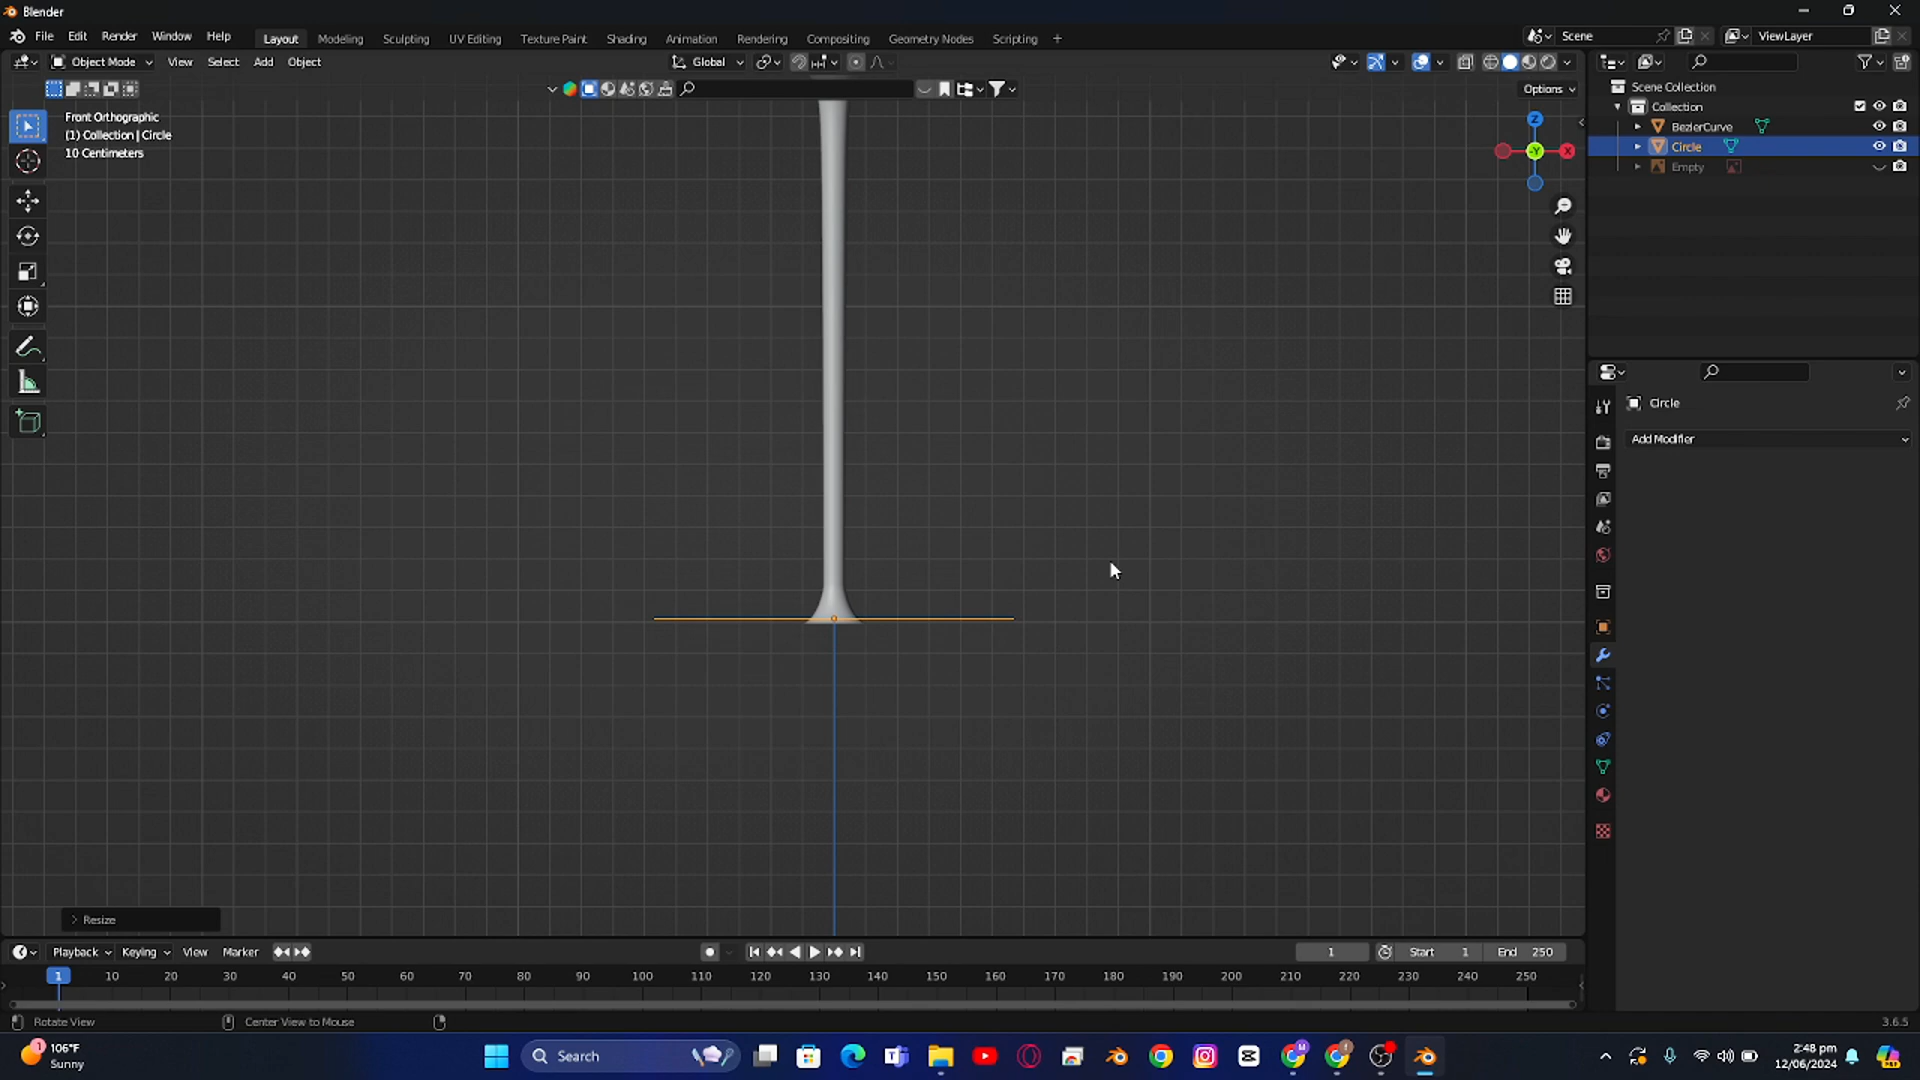 Blender
File Edit Render Window Help Layout Modeling Sculpting UV Editing Texture Paint Shading Animation Rendering Compositing Geometry Nodes Scripting + Scene ViewLayer
Object Mode View Select Add Object Global
Options
Front Orthographic
(1) Collection | Circle
10 Centimeters
Z
-Y
X
Scene Collection
Collection
BezierCurve
Circle
Empty
Circle
Add Modifier
Resize
Playback Keying View Marker 1 Start 1 End 250
1 10 20 30 40 50 60 70 80 90 100 110 120 130 140 150 160 170 180 190 200 210 220 230 240 250
Rotate View Center View to Mouse 3.6.5
106°F
Sunny
Search
2:48 pm
12/06/2024